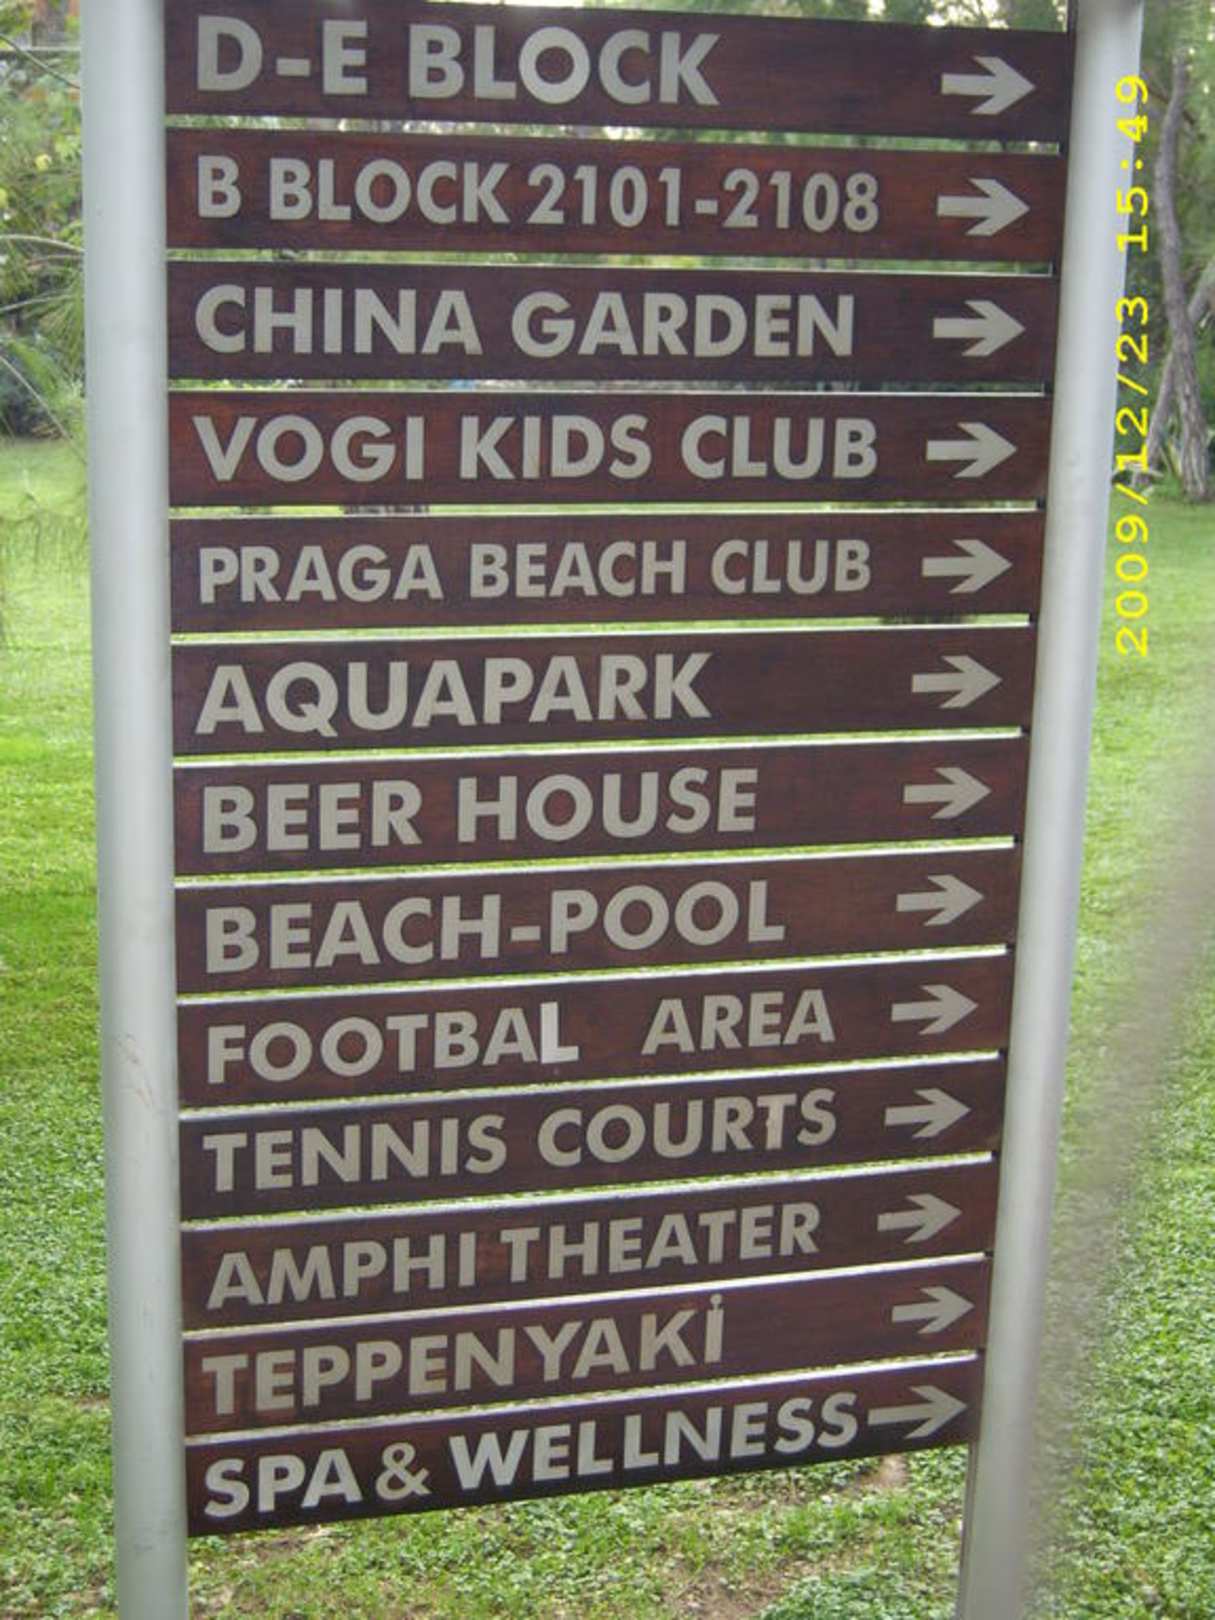 D-E BLOCK
B BLOCK 2101-2108
CHINA GARDEN
VOGI KIDS CLUB
PRAGA BEACH CLUB
AQUAPARK
BEER HOUSE
BEACH-POOL
FOOTBAL AREA
TENNIS COURTS
AMPHI THEATER
TEPPENYAKİ
SPA & WELLNESS
2009/12/23 15:49